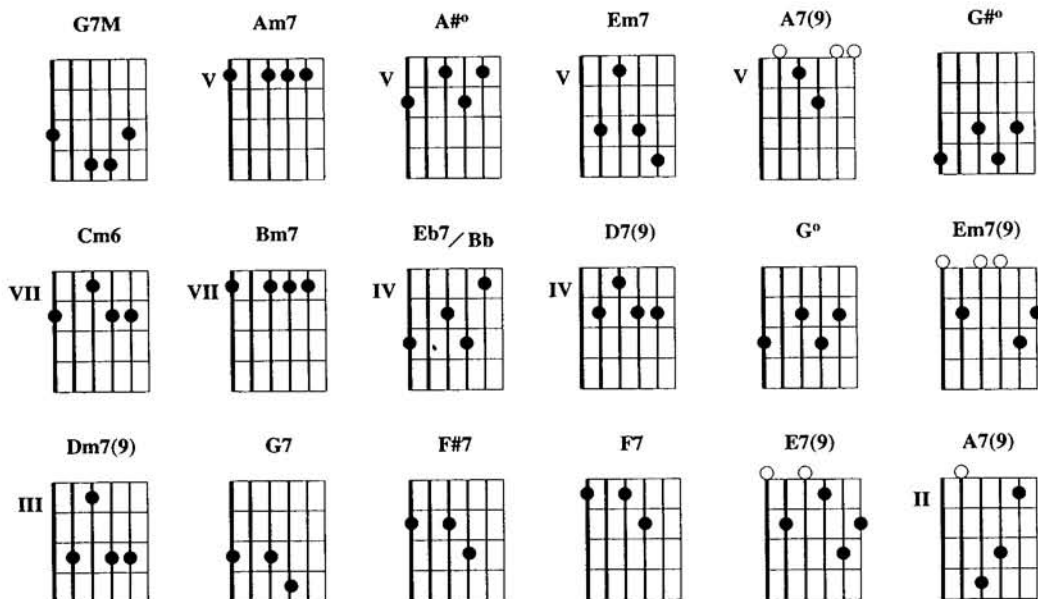 G7M Am7 A#º Em7 A7(9) G#º
V V V V
Cm6 Bm7 Eb7/Bb D7(9) Gº Em7(9)
VII VII IV IV
Dm7(9) G7 F#7 F7 E7(9) A7(9)
III II